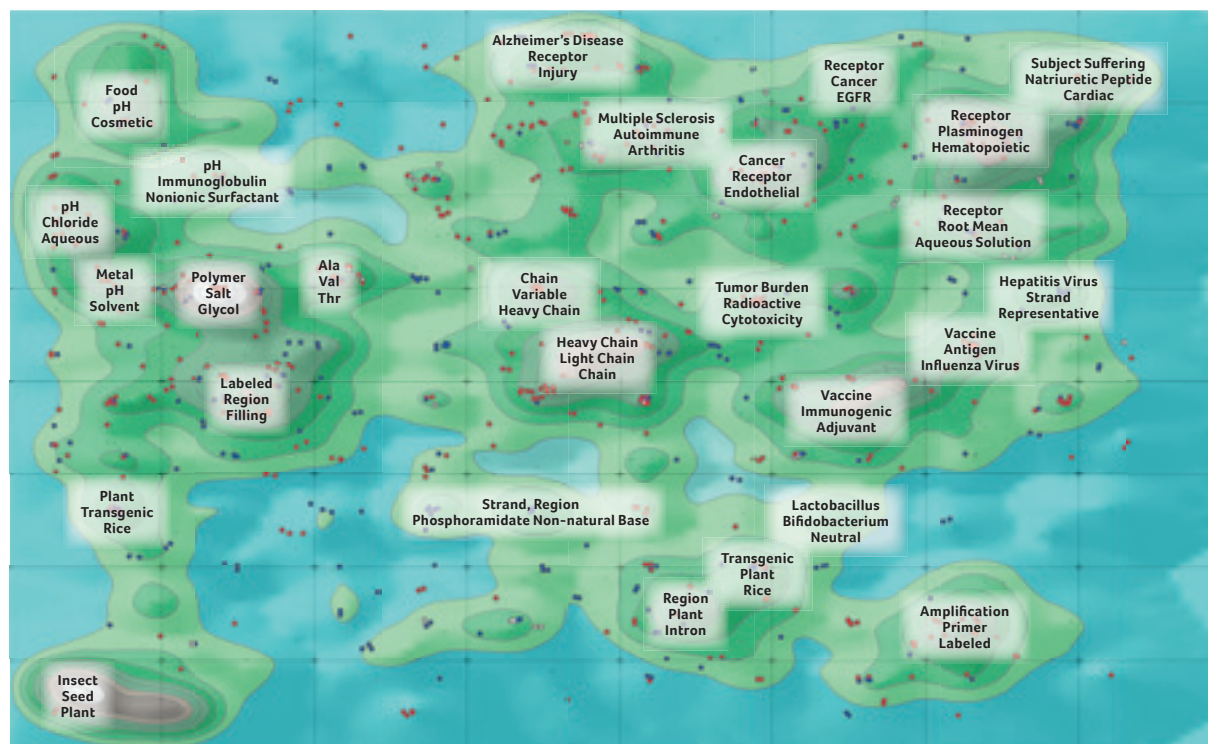 Alzheimer's Disease
Receptor
Injury
Receptor
Cancer
EGFR
Subject Suffering
Natriuretic Peptide
Cardiac
Food
pH
Cosmetic
Multiple Sclerosis
Autoimmune
Arthritis
Receptor
Plasminogen
Hematopoietic
pH
Immunoglobulin
Nonionic Surfactant
Cancer
Receptor
Endothelial
pH
Chloride
Aqueous
Receptor
Root Mean
Aqueous Solution
Metal
pH
Solvent
Polymer
Salt
Glycol
Ala
Val
Thr
Chain
Variable
Heavy Chain
Tumor Burden
Radioactive
Cytotoxicity
Hepatitis Virus
Strand
Representative
Heavy Chain
Light Chain
Chain
Vaccine
Antigen
Influenza Virus
Labeled
Region
Filling
Vaccine
Immunogenic
Adjuvant
Plant
Transgenic
Rice
Strand, Region
Phosphoramidate Non-natural Base
Lactobacillus
Bifidobacterium
Neutral
Transgenic
Plant
Rice
Region
Plant
Intron
Amplification
Primer
Labeled
Insect
Seed
Plant